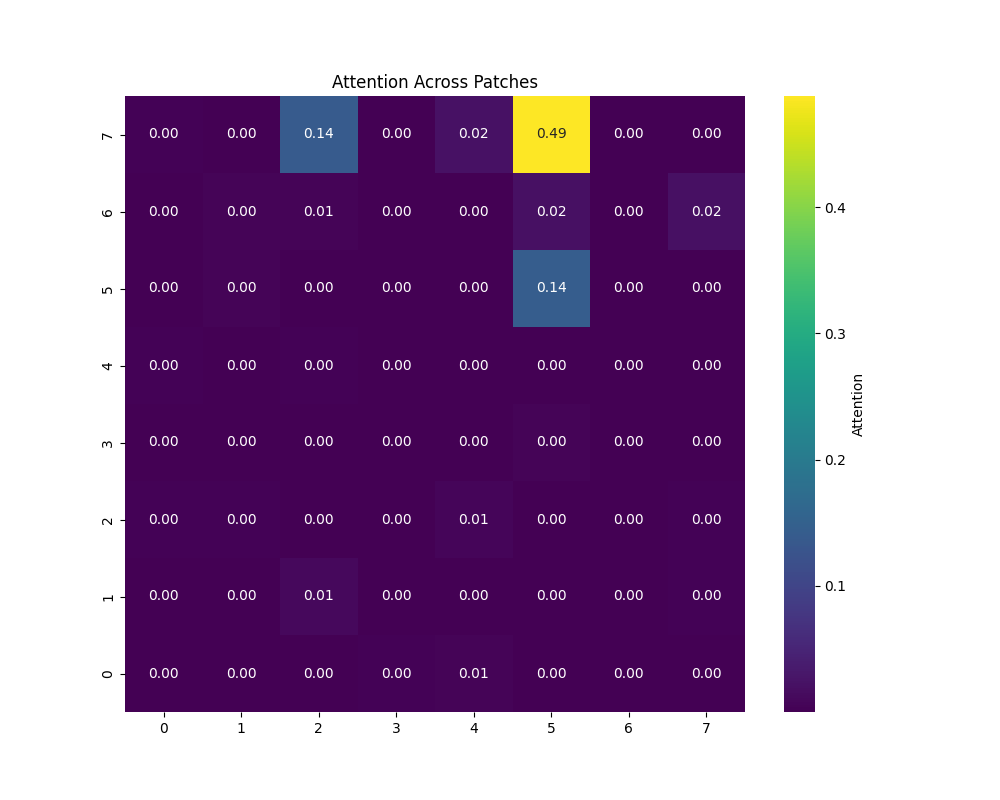 Attention Across Patches
7 0.00 0.00 0.14 0.00 0.02 0.49 0.00 0.00
6 0.00 0.00 0.01 0.00 0.00 0.02 0.00 0.02
5 0.00 0.00 0.00 0.00 0.00 0.14 0.00 0.00
4 0.00 0.00 0.00 0.00 0.00 0.00 0.00 0.00
3 0.00 0.00 0.00 0.00 0.00 0.00 0.00 0.00
2 0.00 0.00 0.00 0.00 0.01 0.00 0.00 0.00
1 0.00 0.00 0.01 0.00 0.00 0.00 0.00 0.00
0 0.00 0.00 0.00 0.00 0.01 0.00 0.00 0.00
0 1 2 3 4 5 6 7
0.4
0.3
0.2
0.1
Attention